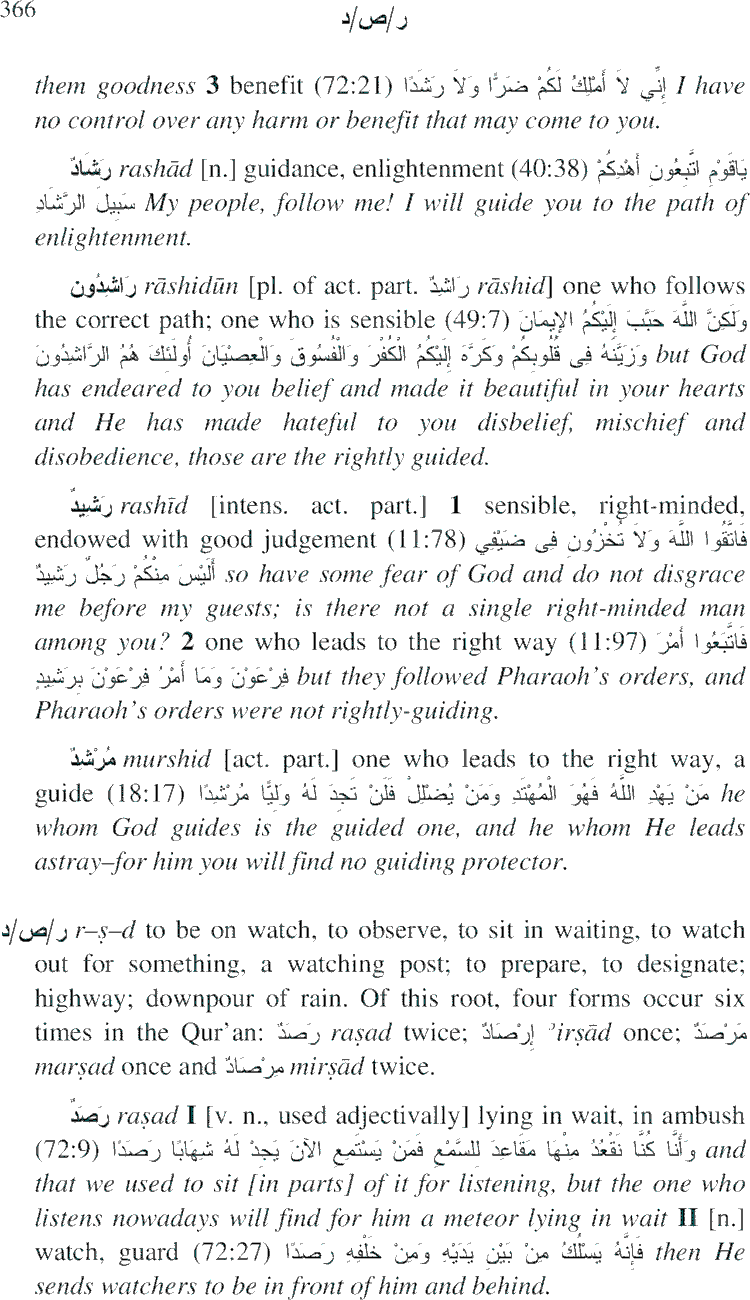 366
ر/ص/د
them goodness 3 benefit (72:21) إِنِّي لاَ أَمْلِكُ لَكُمْ ضَرًّا وَلاَ رَشَدًا I have
no control over any harm or benefit that may come to you.
رَشَادٌ rashād [n.] guidance, enlightenment (40:38) يَاقَوْمِ اتَّبِعُونِ أَهْدِكُمْ
سَبِيلَ الرَّشَادِ My people, follow me! I will guide you to the path of
enlightenment.
رَاشِدُون rāshidūn [pl. of act. part. رَاشِدٌ rāshid] one who follows
the correct path; one who is sensible (49:7) وَلَكِنَّ اللَّهَ حَبَّبَ إِلَيْكُمُ الإِيمَانَ
وَزَيَّنَهُ فِى قُلُوبِكُمْ وَكَرَّهَ إِلَيْكُمُ الْكُفْرَ وَالْفُسُوقَ وَالْعِصْيَانَ أُولَئِكَ هُمُ الرَّاشِدُونَ but God
has endeared to you belief and made it beautiful in your hearts
and He has made hateful to you disbelief, mischief and
disobedience, those are the rightly guided.
رَشِيدٌ rashīd [intens. act. part.] 1 sensible, right-minded,
endowed with good judgement (11:78) فَاتَّقُوا اللَّهَ وَلاَ تُخْزُونِ فِى ضَيْفِي
أَلَيْسَ مِنْكُمْ رَجُلٌ رَشِيدٌ so have some fear of God and do not disgrace
me before my guests; is there not a single right-minded man
among you? 2 one who leads to the right way (11:97) فَاتَّبَعُوا أَمْرَ
فِرْعَوْنَ وَمَا أَمْرُ فِرْعَوْنَ بِرَشِيدٍ but they followed Pharaoh's orders, and
Pharaoh's orders were not rightly-guiding.
مُرْشِدٌ murshid [act. part.] one who leads to the right way, a
guide (18:17) مَنْ يَهْدِ اللَّهُ فَهُوَ الْمُهْتَدِ وَمَنْ يُضْلِلْ فَلَنْ تَجِدَ لَهُ وَلِيًّا مُرْشِدًا he
whom God guides is the guided one, and he whom He leads
astray–for him you will find no guiding protector.
ر/ص/د r–ṣ–d to be on watch, to observe, to sit in waiting, to watch
out for something, a watching post; to prepare, to designate;
highway; downpour of rain. Of this root, four forms occur six
times in the Qur'an: رَصَدٌ raṣad twice; إِرْصَادٌ ʾirṣād once; مَرْصَدٌ
marṣad once and مِرْصَادٌ mirṣād twice.
رَصَدٌ raṣad I [v. n., used adjectivally] lying in wait, in ambush
(72:9) وَأَنَّا كُنَّا نَقْعُدُ مِنْهَا مَقَاعِدَ لِلسَّمْعِ فَمَنْ يَسْتَمِعِ الآنَ يَجِدْ لَهُ شِهَابًا رَصَدًا and
that we used to sit [in parts] of it for listening, but the one who
listens nowadays will find for him a meteor lying in wait II [n.]
watch, guard (72:27) فَإِنَّهُ يَسْلُكُ مِنْ بَيْنِ يَدَيْهِ وَمِنْ خَلْفِهِ رَصَدًا then He
sends watchers to be in front of him and behind.